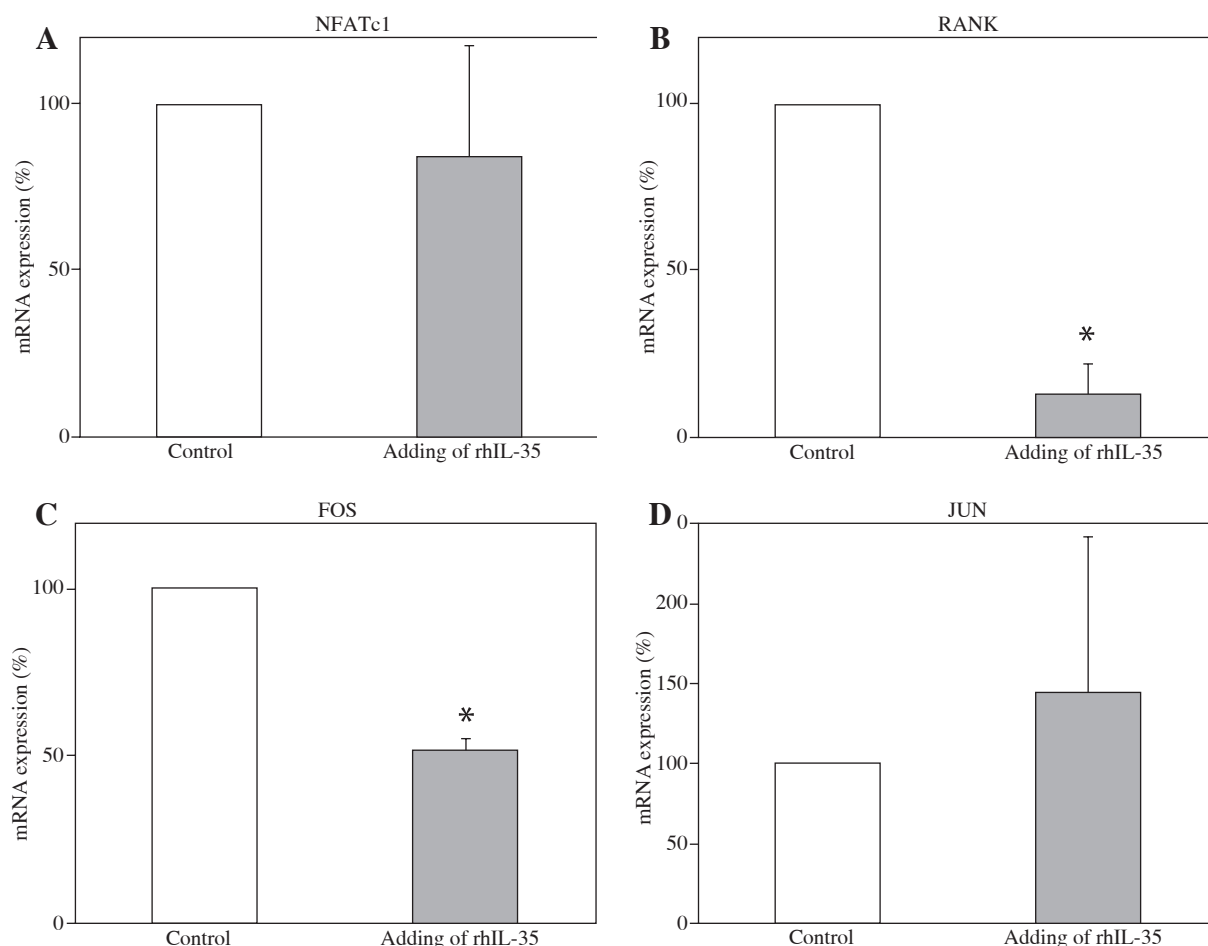 A
NFATc1
mRNA expression (%)
100
50
0
Control
Adding of rhIL-35
B
RANK
mRNA expression (%)
100
50
0
*
Control
Adding of rhIL-35
C
FOS
mRNA expression (%)
100
50
0
*
Control
Adding of rhIL-35
D
JUN
mRNA expression (%)
0
200
150
100
50
0
Control
Adding of rhIL-35